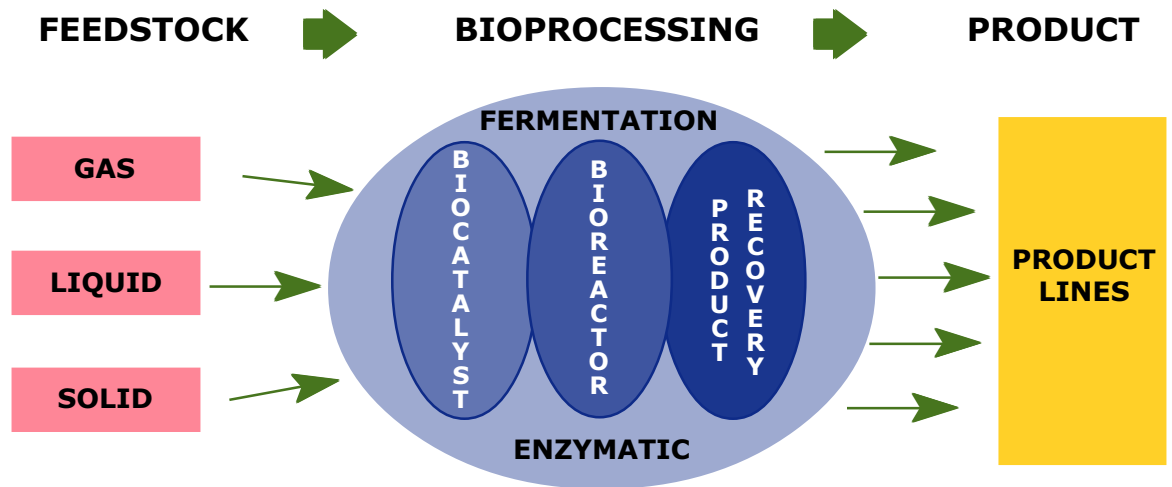 FEEDSTOCK
BIOPROCESSING
PRODUCT
GAS
LIQUID
SOLID
FERMENTATION
BIOCATALYST
BIOREACTOR
PRODUCT
RECOVERY
ENZYMATIC
PRODUCT
LINES